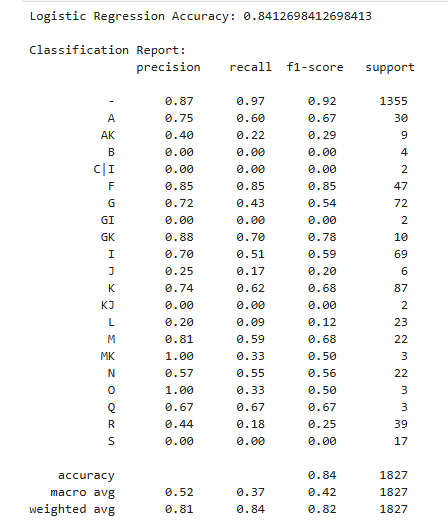 Logistic Regression Accuracy: 0.8412698412698413
Classification Report:
precision recall f1-score support
- 0.87 0.97 0.92 1355
A 0.75 0.60 0.67 30
AK 0.40 0.22 0.29 9
B 0.00 0.00 0.00 4
C|I 0.00 0.00 0.00 2
F 0.85 0.85 0.85 47
G 0.72 0.43 0.54 72
GI 0.00 0.00 0.00 2
GK 0.88 0.70 0.78 10
I 0.70 0.51 0.59 69
J 0.25 0.17 0.20 6
K 0.74 0.62 0.68 87
KJ 0.00 0.00 0.00 2
L 0.20 0.09 0.12 23
M 0.81 0.59 0.68 22
MK 1.00 0.33 0.50 3
N 0.57 0.55 0.56 22
O 1.00 0.33 0.50 3
Q 0.67 0.67 0.67 3
R 0.44 0.18 0.25 39
S 0.00 0.00 0.00 17
accuracy 0.84 1827
macro avg 0.52 0.37 0.42 1827
weighted avg 0.81 0.84 0.82 1827